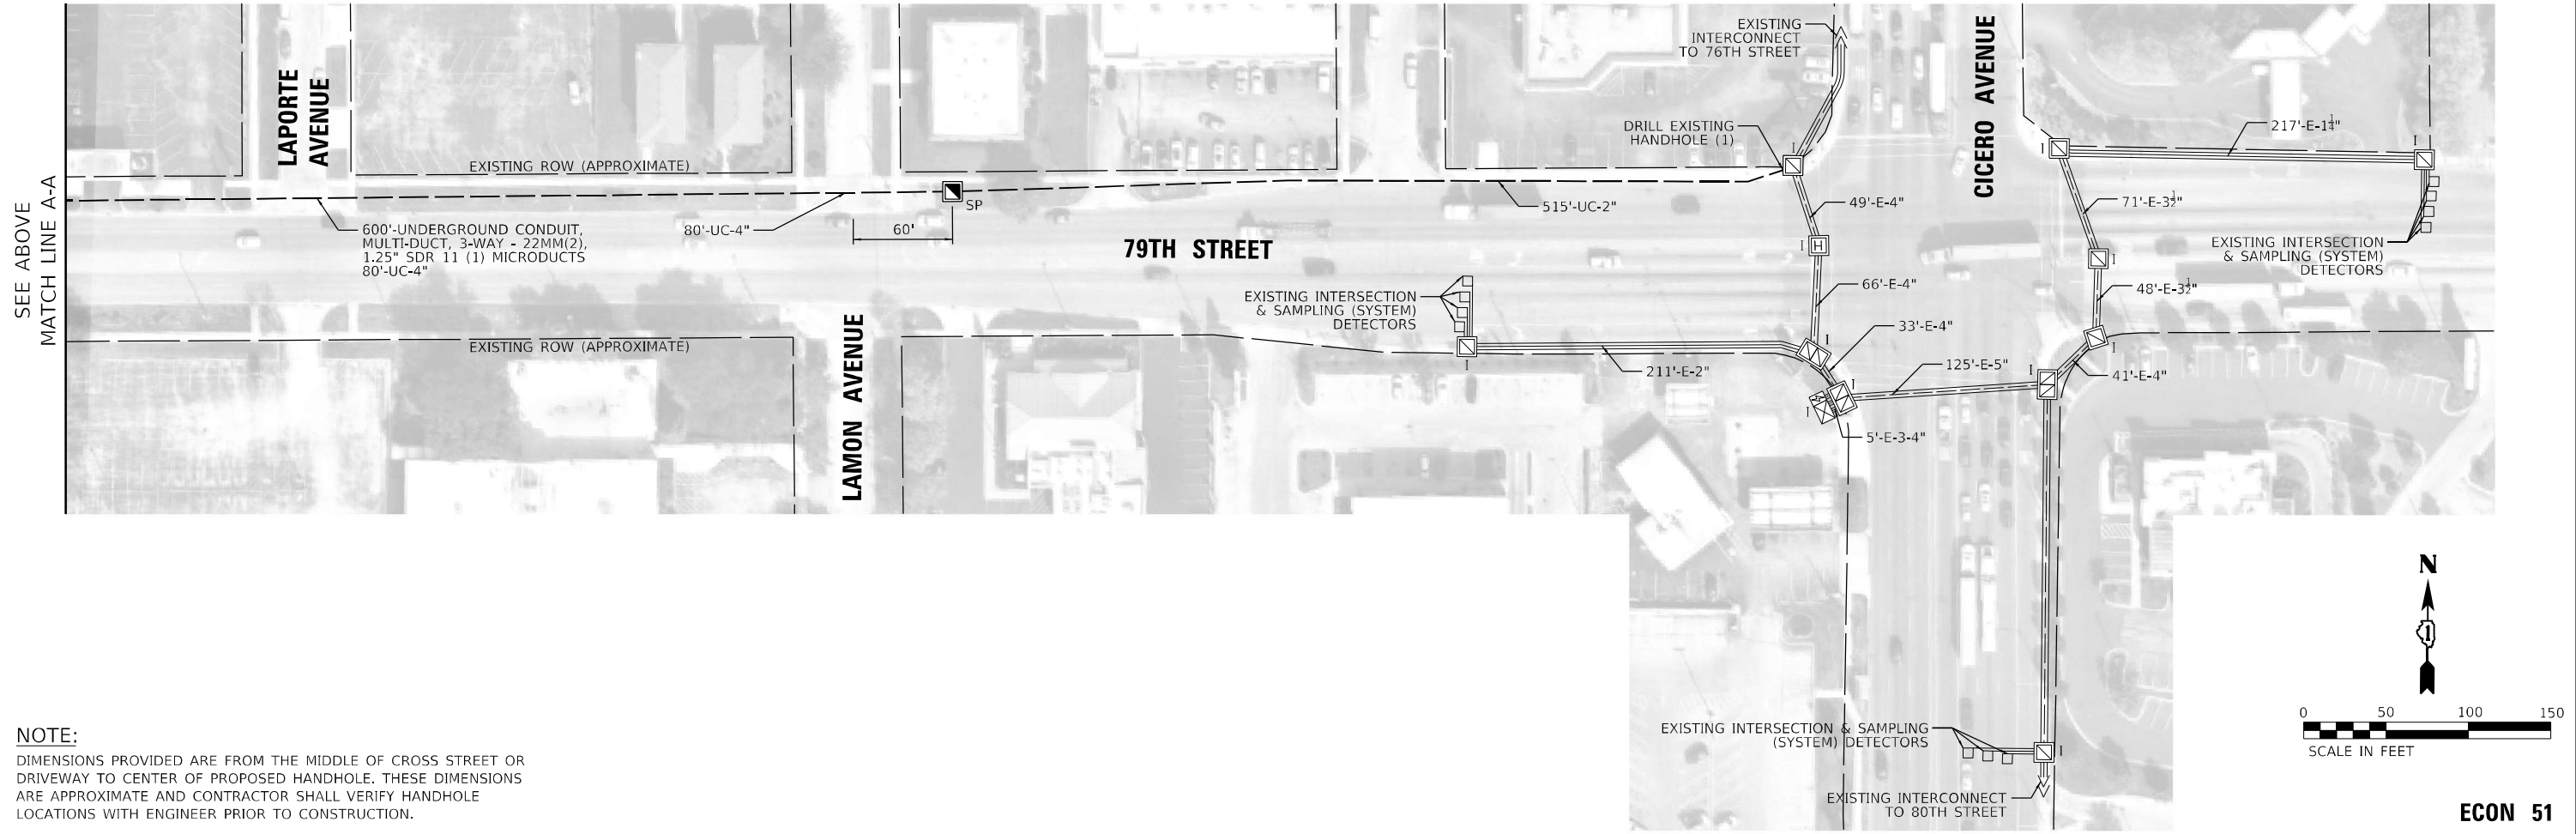 SEE ABOVE
MATCH LINE A-A
LAPORTE
AVENUE
EXISTING ROW (APPROXIMATE)
600'-UNDERGROUND CONDUIT,
MULTI-DUCT, 3-WAY - 22MM(2),
1.25" SDR 11 (1) MICRODUCTS
80'-UC-4"
80'-UC-4"
SP
60'
79TH STREET
515'-UC-2"
EXISTING
INTERCONNECT
TO 76TH STREET
DRILL EXISTING
HANDHOLE (1)
I
49'-E-4"
I H
66'-E-4"
CICERO AVENUE
I
217'-E-1 1/4"
I
71'-E-3 1/2"
EXISTING INTERSECTION
& SAMPLING (SYSTEM)
DETECTORS
I
48'-E-3 1/2"
EXISTING INTERSECTION
& SAMPLING (SYSTEM)
DETECTORS
I
EXISTING ROW (APPROXIMATE)
LAMON AVENUE
211'-E-2"
I
33'-E-4"
125'-E-5"
I
I
41'-E-4"
I
I
5'-E-3-4"
EXISTING INTERSECTION & SAMPLING
(SYSTEM) DETECTORS
I
EXISTING INTERCONNECT
TO 80TH STREET
N
1
0 50 100 150
SCALE IN FEET
NOTE:
DIMENSIONS PROVIDED ARE FROM THE MIDDLE OF CROSS STREET OR
DRIVEWAY TO CENTER OF PROPOSED HANDHOLE. THESE DIMENSIONS
ARE APPROXIMATE AND CONTRACTOR SHALL VERIFY HANDHOLE
LOCATIONS WITH ENGINEER PRIOR TO CONSTRUCTION.
ECON 51